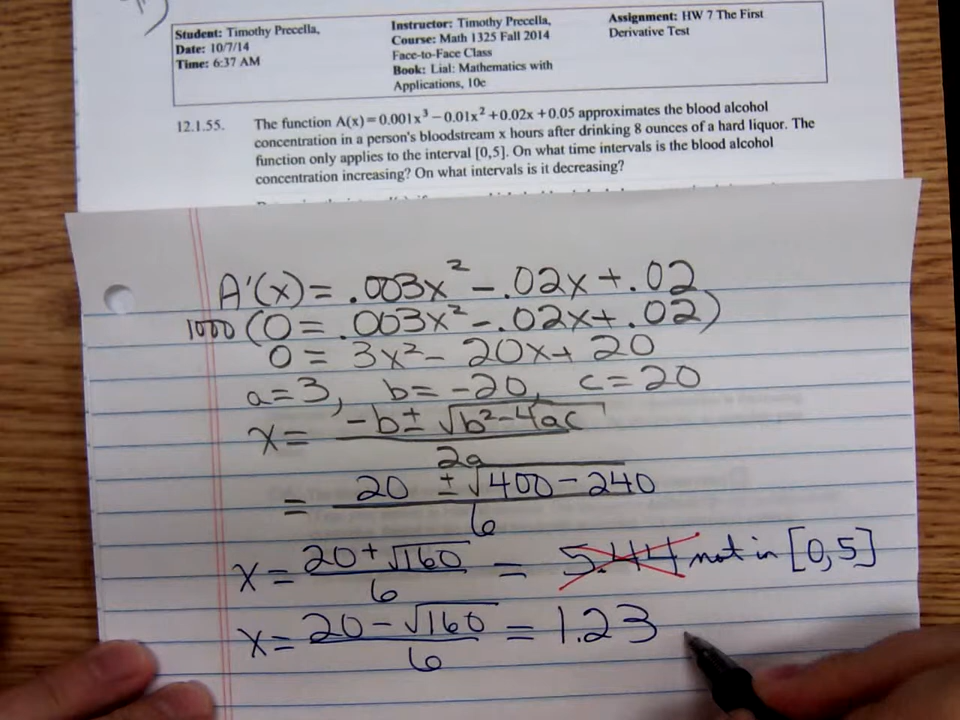 Student: Timothy Precella,
Date: 10/7/14
Time: 6:37 AM
Instructor: Timothy Precella,
Course: Math 1325 Fall 2014
Face-to-Face Class
Book: Lial: Mathematics with
Applications, 10e
Assignment: HW 7 The First
Derivative Test
12.1.55. The function A(x)=0.001x³ −0.01x² +0.02x +0.05 approximates the blood alcohol
concentration in a person's bloodstream x hours after drinking 8 ounces of a hard liquor. The
function only applies to the interval [0,5]. On what time intervals is the blood alcohol
concentration increasing? On what intervals is it decreasing?
A'(x) = .003x² - .02x + .02
1000 (0 = .003x² - .02x + .02)
0 = 3x² - 20x + 20
a = 3, b = -20, c = 20
x = -b ± √b² - 4ac
2a
= 20 ± √400 - 240
6
x = 20 + √160 = 5.44 not in [0,5]
6
x = 20 - √160 = 1.23
6